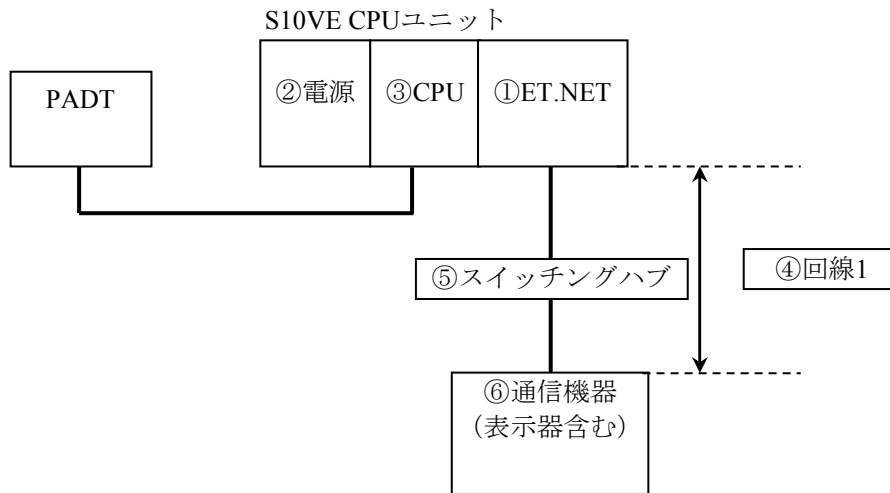 S10VE CPUユニット
PADT
②電源
③CPU
①ET.NET
⑤スイッチングハブ
④回線1
⑥通信機器
（表示器含む）